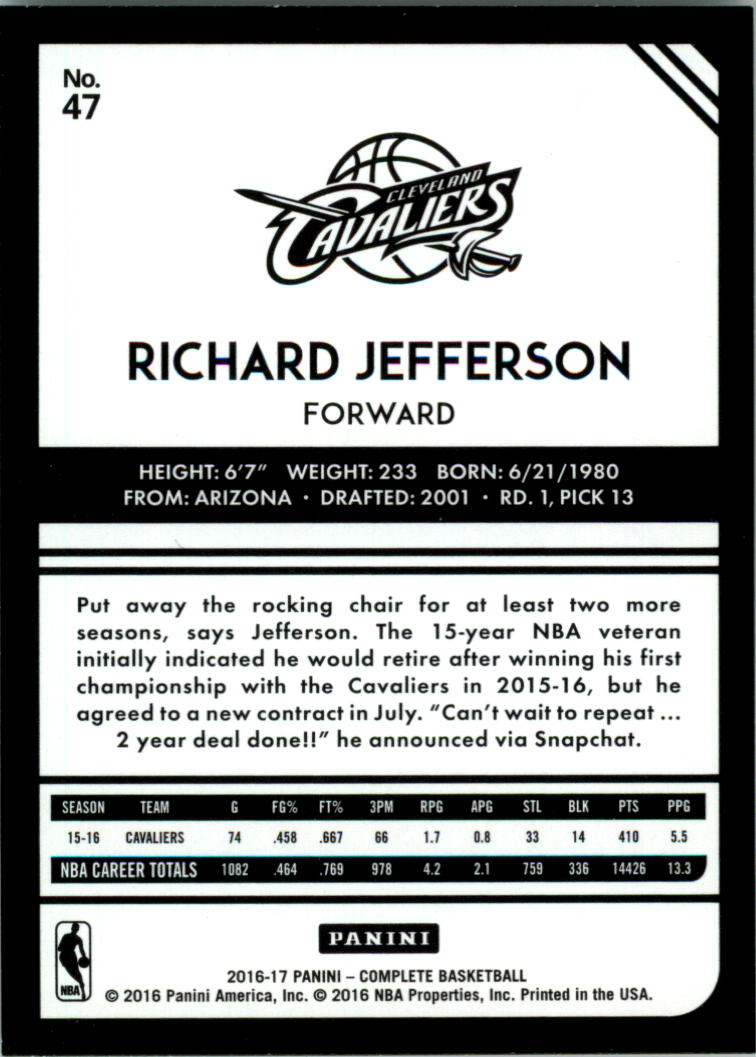 No.
47
CLEVELAND
CAVALIERS
RICHARD JEFFERSON
FORWARD
HEIGHT: 6'7" WEIGHT: 233 BORN: 6/21/1980
FROM: ARIZONA • DRAFTED: 2001 • RD. 1, PICK 13
Put away the rocking chair for at least two more
seasons, says Jefferson. The 15-year NBA veteran
initially indicated he would retire after winning his first
championship with the Cavaliers in 2015-16, but he
agreed to a new contract in July. “Can’t wait to repeat ...
2 year deal done!!” he announced via Snapchat.
SEASON TEAM G FG% FT% 3PM RPG APG STL BLK PTS PPG
15-16 CAVALIERS 74 .458 .667 66 1.7 0.8 33 14 410 5.5
NBA CAREER TOTALS 1082 .464 .769 978 4.2 2.1 759 336 14426 13.3
PANINI
NBA
2016-17 PANINI – COMPLETE BASKETBALL
© 2016 Panini America, Inc. © 2016 NBA Properties, Inc. Printed in the USA.